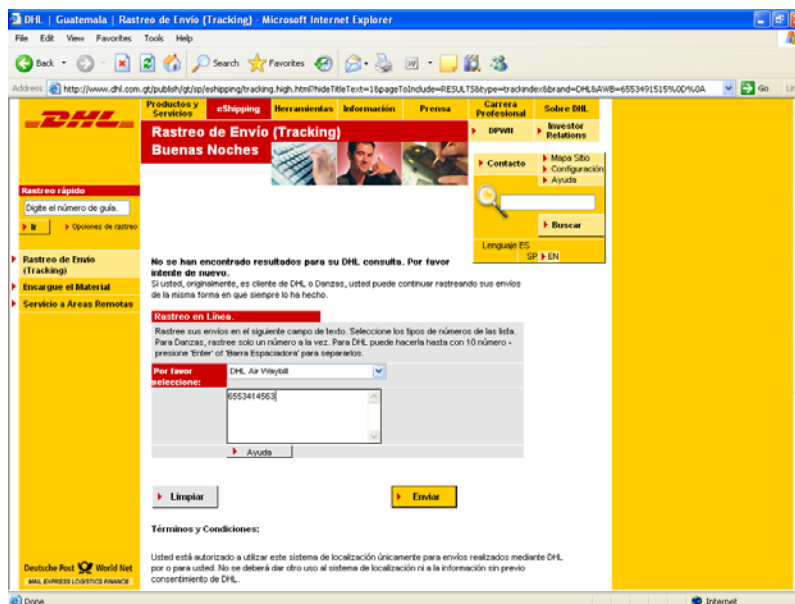 DHL | Guatemala | Rastreo de Envío (Tracking) - Microsoft Internet Explorer
File Edit View Favorites Tools Help
Back Search Favorites
Address http://www.dhl.com.gt/publish/gt/sp/eshipping/tracking.high.html?hideTitleText=1&pageToInclude=RESULTS&type=trackindex&brand=DHL&AWB=6553491515%0D%0A Go
DHL
Productos y Servicios eShipping Herramientas Información Prensa Carrera Profesional Sobre DHL
Rastreo de Envío (Tracking)
Buenas Noches
DPWN Investor Relations
Contacto
Mapa Sitio
Configuración
Ayuda
Buscar
Lenguaje ES
SP EN
Rastreo rápido
Digite el número de guía.
Ir Opciones de rastreo
Rastreo de Envío
(Tracking)
Encargue el Material
Servicio a Areas Remotas
No se han encontrado resultados para su DHL consulta. Por favor
intente de nuevo.
Si usted, originalmente, es cliente de DHL o Danzas, usted puede continuar rastreando sus envíos
de la misma forma en que siempre lo ha hecho.
Rastreo en Línea.
Rastree sus envíos en el siguiente campo de texto. Seleccione los tipos de números de las lista.
Para Danzas, rastree solo un número a la vez. Para DHL puede hacerla hasta con 10 número -
presione 'Enter' of 'Barra Espaciadora' para separarlos.
Por favor
seleccione:
DHL Air Waybill
6553414563
Ayuda
Limpiar Enviar
Términos y Condiciones:
Usted está autorizado a utilizar este sistema de localización únicamente para envíos realizados mediante DHL
por o para usted. No se deberá dar otro uso al sistema de localización ni a la información sin previo
consentimiento de DHL.
Deutsche Post World Net
MAIL EXPRESS LOGISTICS FINANCE
Done Internet